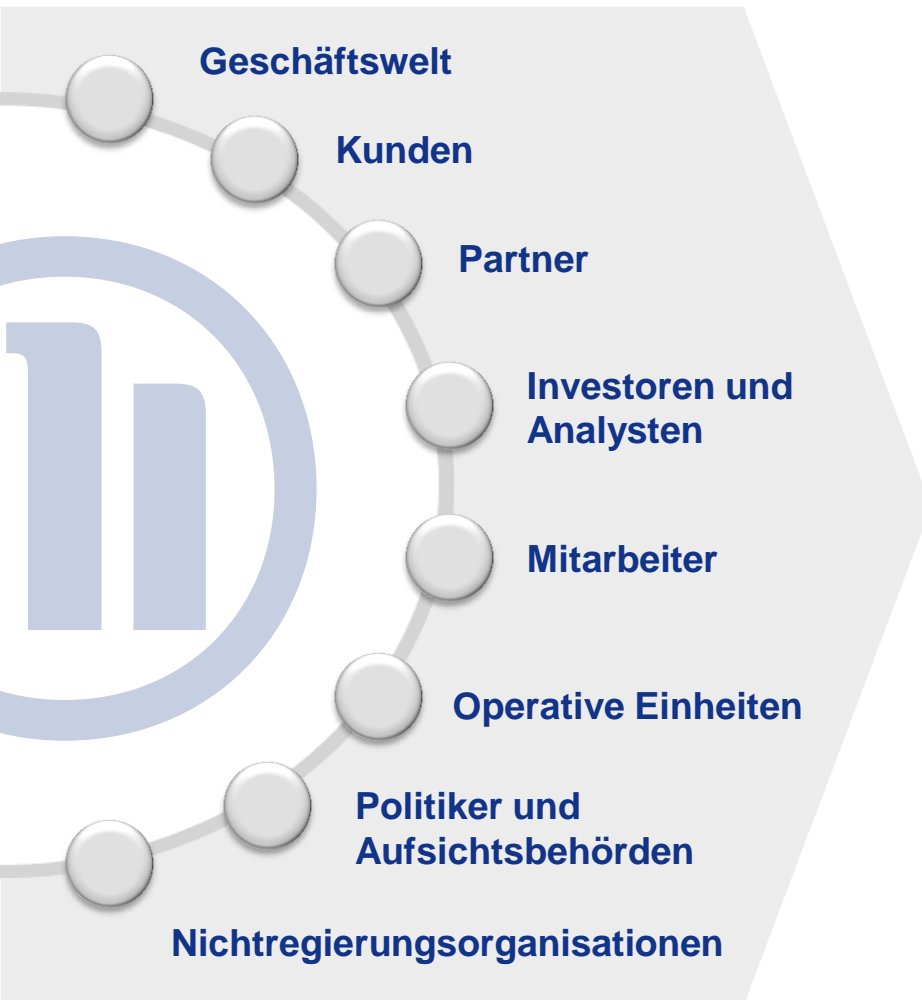 Geschäftswelt
Kunden
Partner
Investoren und
Analysten
Mitarbeiter
Operative Einheiten
Politiker und
Aufsichtsbehörden
Nichtregierungsorganisationen